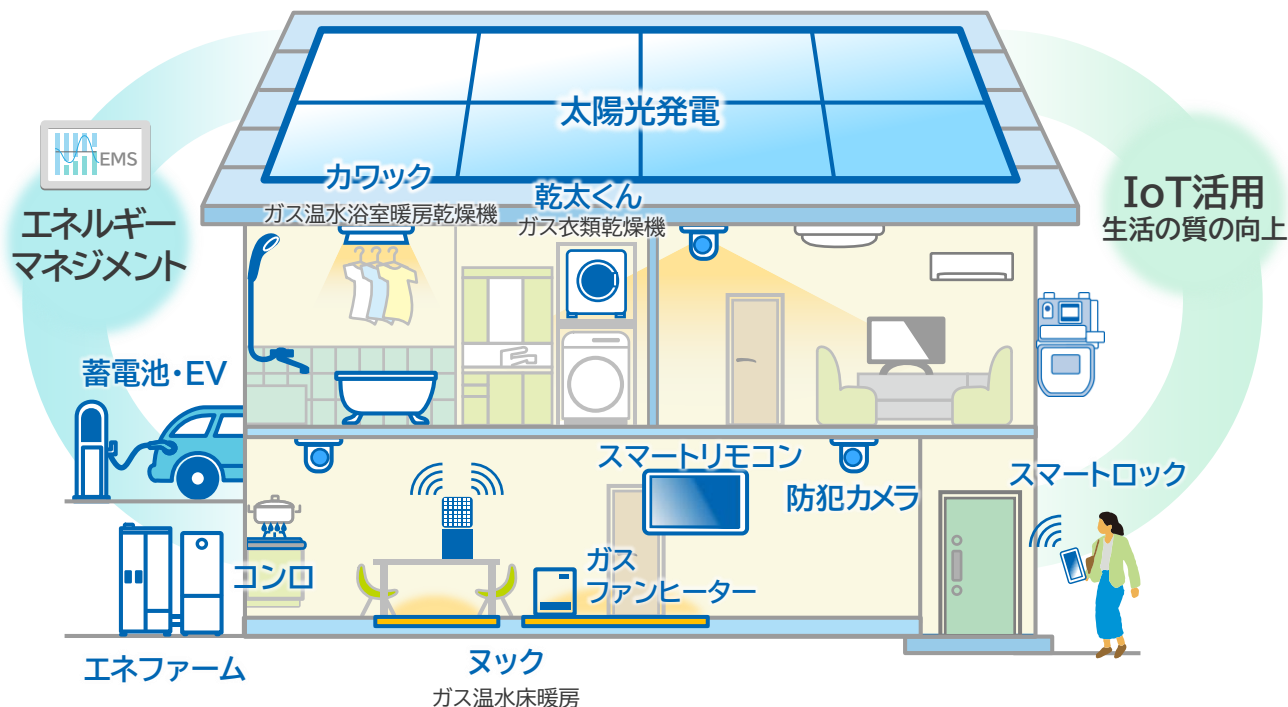 太陽光発電
EMS
エネルギー
マネジメント
カワック
ガス温水浴室暖房乾燥機
乾太くん
ガス衣類乾燥機
IoT活用
生活の質の向上
蓄電池・EV
スマートリモコン
防犯カメラ
スマートロック
コンロ
ガス
ファンヒーター
エネファーム
ヌック
ガス温水床暖房